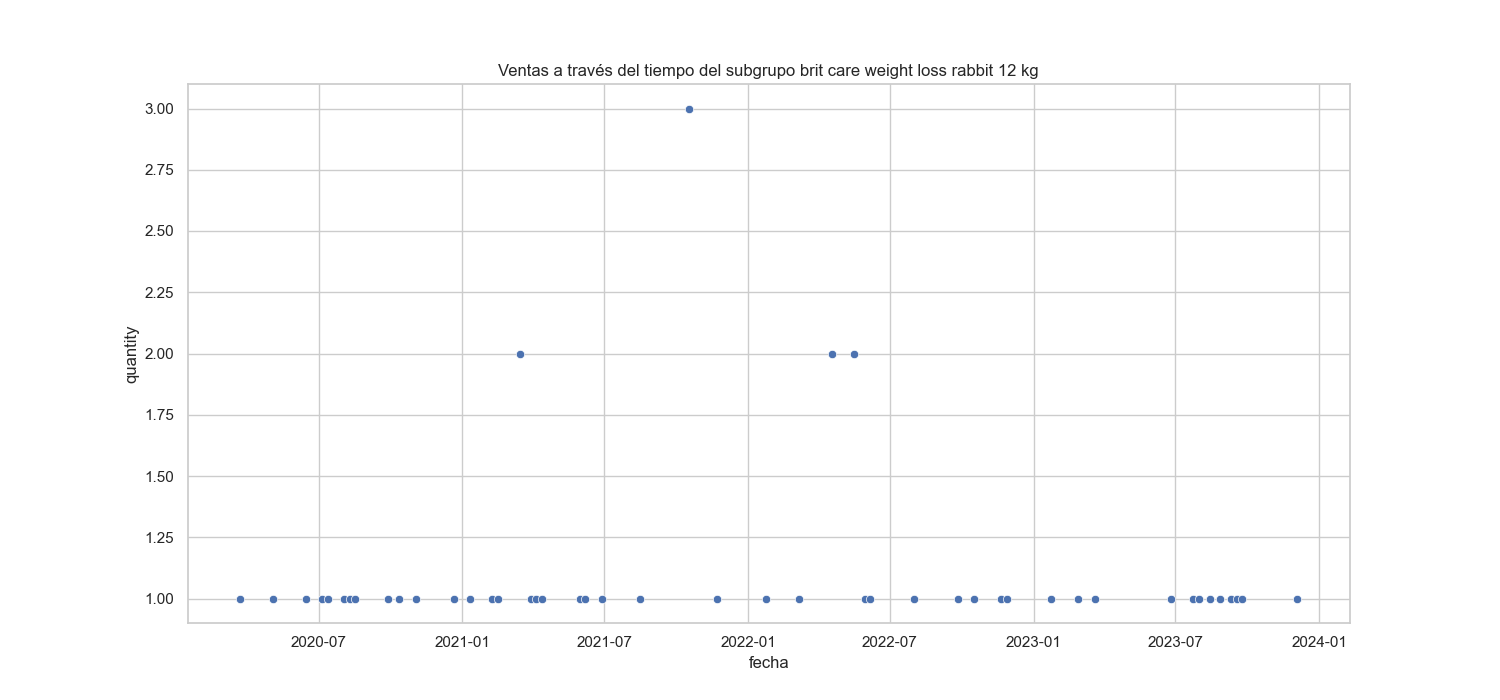 Ventas a través del tiempo del subgrupo brit care weight loss rabbit 12 kg
3.00
2.75
2.50
2.25
2.00
1.75
1.50
1.25
1.00
quantity
2020-07 2021-01 2021-07 2022-01 2022-07 2023-01 2023-07 2024-01
fecha